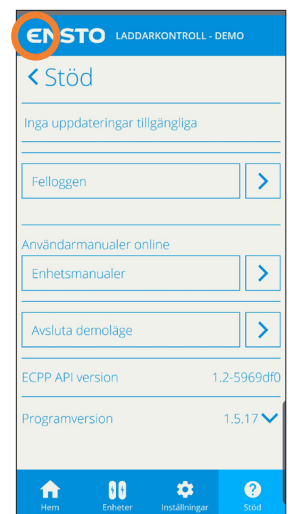 ENSTO LADDARKONTROLL - DEMO
Stöd
Inga uppdateringar tillgängliga
Felloggen
Användarmanualer online
Enhetsmanualer
Avsluta demoläge
ECPP API version 1.2-5969df0
Programversion 1.5.17
Hem Enheter Inställningar Stöd